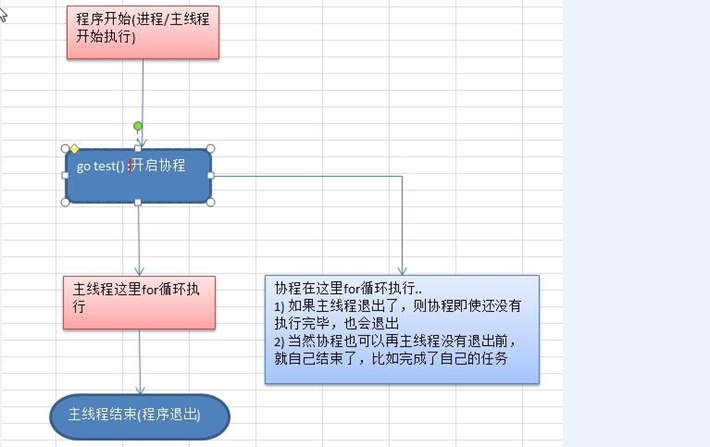 程序开始(进程/主线程
开始执行)
go test() :开启协程
主线程这里for循环执
行
协程在这里for循环执行..
1) 如果主线程退出了，则协程即使还没有
执行完毕，也会退出
2) 当然协程也可以再主线程没有退出前，
就自己结束了，比如完成了自己的任务
主线程结束(程序退出)